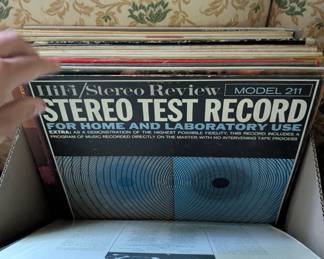 HiFi/Stereo Review MODEL 211
STEREO TEST RECORD
FOR HOME AND LABORATORY USE
EXTRA: AS A DEMONSTRATION OF THE HIGHEST POSSIBLE FIDELITY, THIS RECORD INCLUDES A
PROGRAM OF MUSIC RECORDED DIRECTLY ON THE MASTER WITH NO INTERVENING TAPE PROCESS